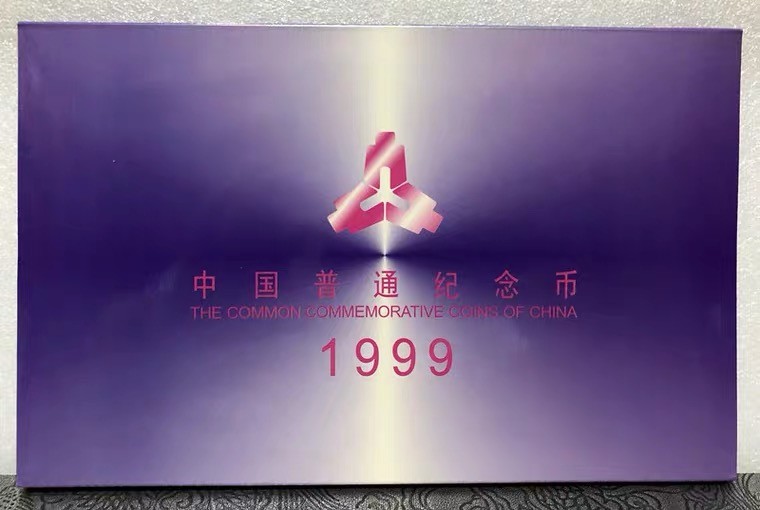 中国普通纪念币
THE COMMON COMMEMORATIVE COINS OF CHINA
1999